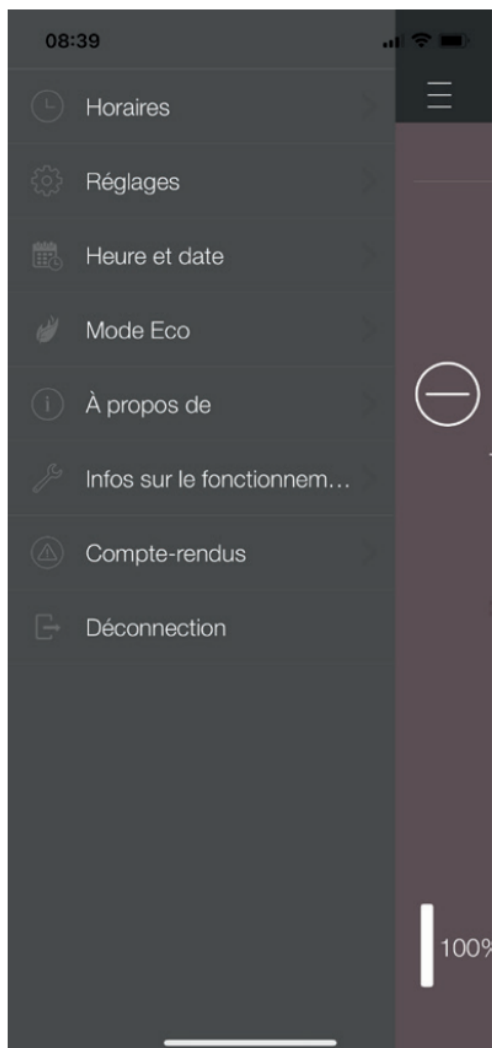 08:39
Horaires
Réglages
Heure et date
Mode Eco
À propos de
Infos sur le fonctionnem...
Compte-rendus
Déconnection
100%